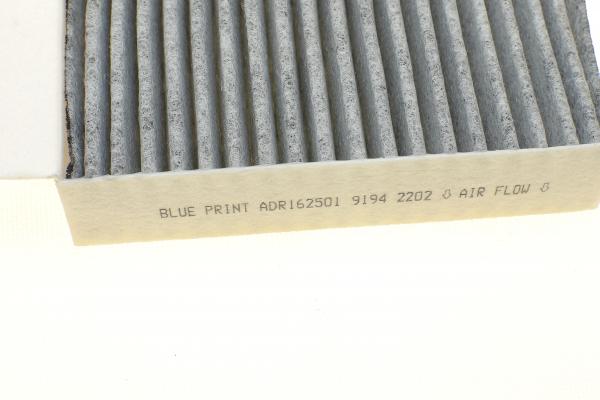 BLUE PRINT ADR162501 9194 2202 ⇩ AIR FLOW ⇩